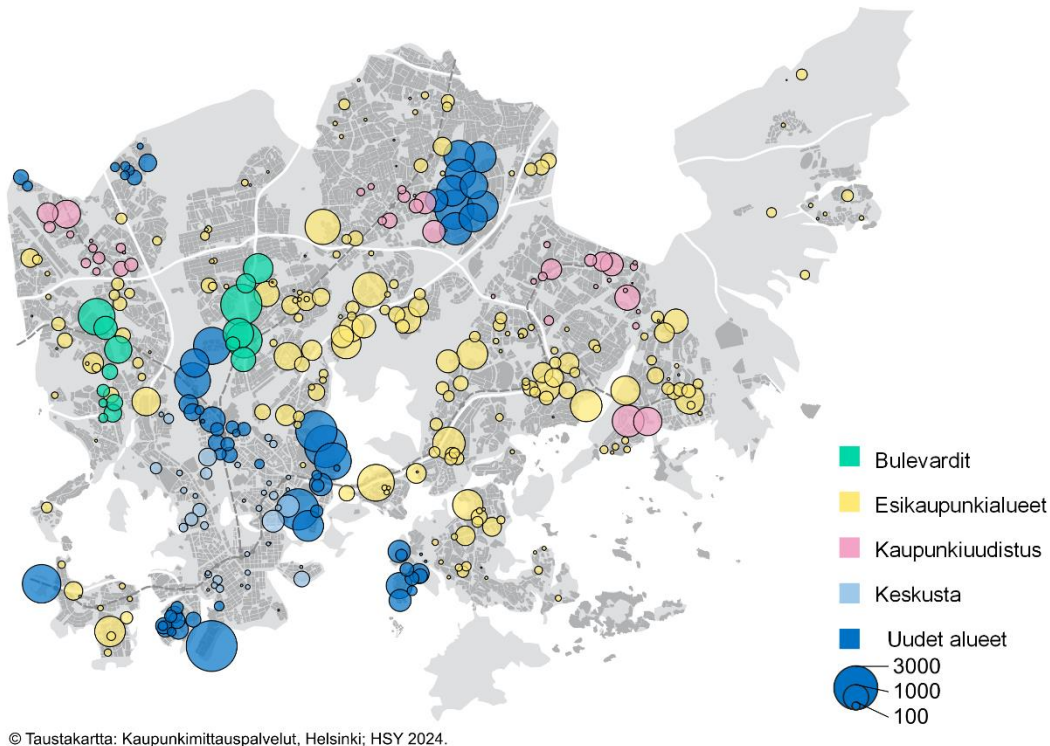 Bulevardit
Esikaupunkialueet
Kaupunkiuudistus
Keskusta
Uudet alueet
3000
1000
100
© Taustakartta: Kaupunkimittauspalvelut, Helsinki; HSY 2024.